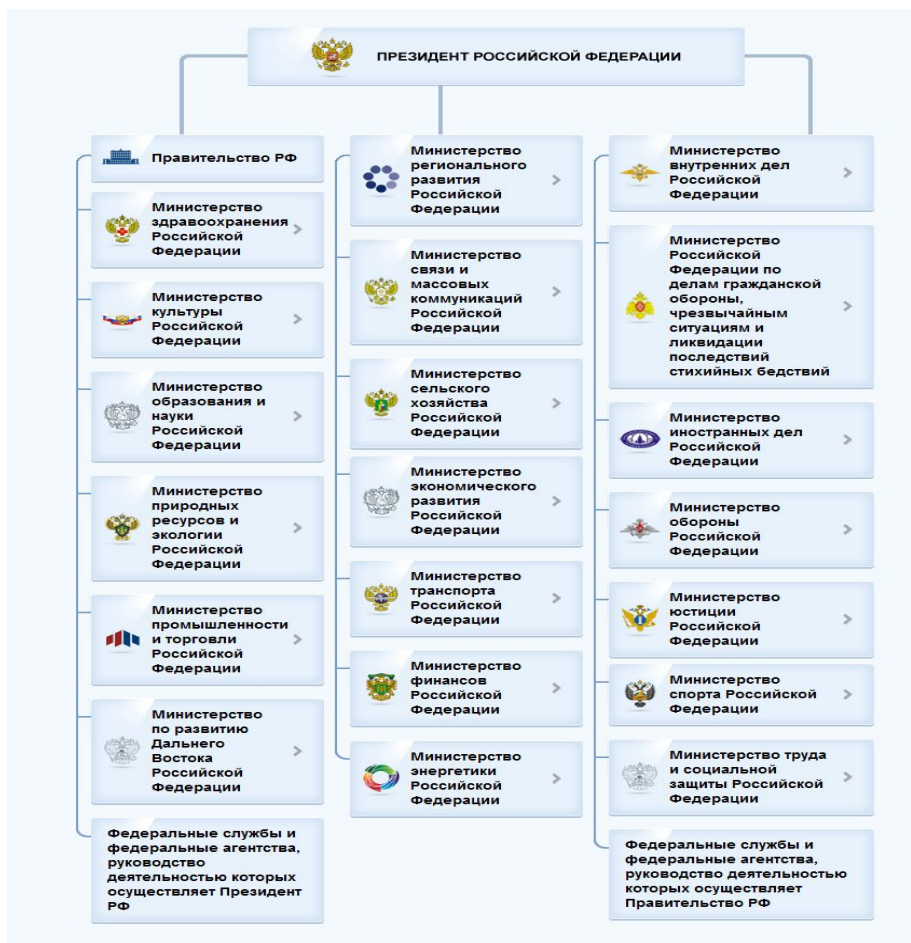 ПРЕЗИДЕНТ РОССИЙСКОЙ ФЕДЕРАЦИИ
Правительство РФ
Министерство
здравоохранения
Российской
Федерации
Министерство
культуры
Российской
Федерации
Министерство
образования и
науки
Российской
Федерации
Министерство
природных
ресурсов и
экологии
Российской
Федерации
Министерство
промышленности
и торговли
Российской
Федерации
Министерство
по развитию
Дальнего
Востока
Российской
Федерации
Федеральные службы и
федеральные агентства,
руководство
деятельностью которых
осуществляет Президент
РФ
Министерство
регионального
развития
Российской
Федерации
Министерство
связи и
массовых
коммуникаций
Российской
Федерации
Министерство
сельского
хозяйства
Российской
Федерации
Министерство
экономического
развития
Российской
Федерации
Министерство
транспорта
Российской
Федерации
Министерство
финансов
Российской
Федерации
Министерство
энергетики
Российской
Федерации
Министерство
внутренних дел
Российской
Федерации
Министерство
Российской
Федерации по
делам гражданской
обороны,
чрезвычайным
ситуациям и
ликвидации
последствий
стихийных бедствий
Министерство
иностранных дел
Российской
Федерации
Министерство
обороны
Российской
Федерации
Министерство
юстиции
Российской
Федерации
Министерство
спорта Российской
Федерации
Министерство труда
и социальной
защиты Российской
Федерации
Федеральные службы и
федеральные агентства,
руководство деятельностью
которых осуществляет
Правительство РФ